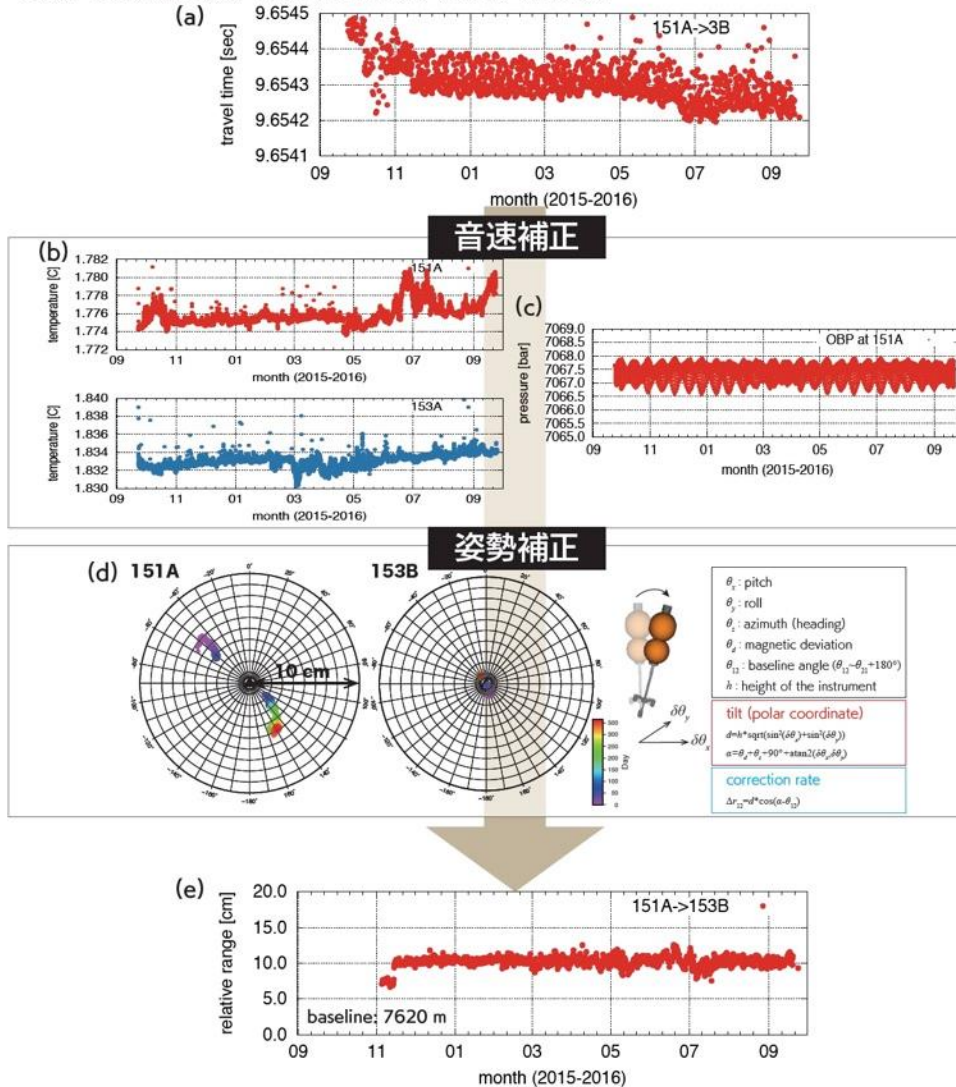 (a)
151A->3B
travel time [sec]
9.6545
9.6544
9.6543
9.6542
9.6541
09 11 01 03 05 07 09
month (2015-2016)
音速補正
(b)
151A
temperature [C]
1.782
1.780
1.778
1.776
1.774
1.772
09 11 01 03 05 07 09
month (2015-2016)
153A
temperature [C]
1.840
1.838
1.836
1.834
1.832
1.830
09 11 01 03 05 07 09
month (2015-2016)
(c)
OBP at 151A
pressure [bar]
7069.0
7068.0
7067.5
7067.0
7066.0
7065.0
09 11 01 03 05 07 09
month (2015-2016)
姿勢補正
(d) 151A
10 cm
153B
Day
300
200
150
100
50
0
δθy
δθx
θx : pitch
θy : roll
θz : azimuth (heading)
θd : magnetic deviation
θ12 : baseline angle (θ12~θ21+180°)
h : height of the instrument
tilt (polar coordinate)
d=h*sqrt(sin²(δθx)+sin²(δθy))
α=θd+θz+90°+atan2(δθx,δθy)
correction rate
Δr12=d*cos(α-θ12)
(e)
151A->153B
relative range [cm]
20.0
15.0
10.0
5.0
0.0
baseline: 7620 m
09 11 01 03 05 07 09
month (2015-2016)